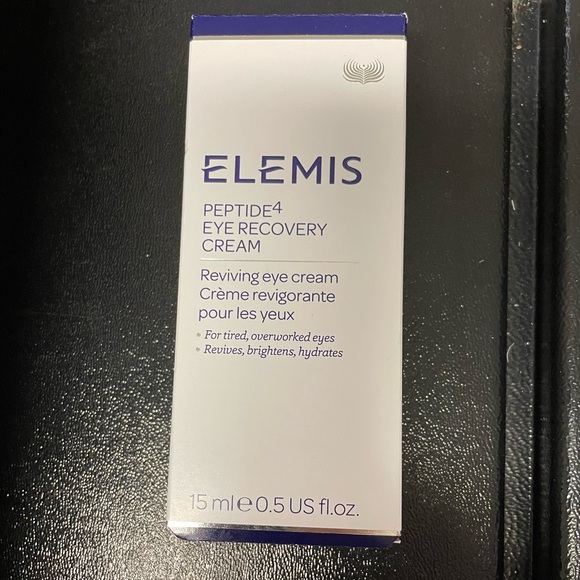 ELEMIS
PEPTIDE⁴
EYE RECOVERY
CREAM
Reviving eye cream
Crème revigorante
pour les yeux
• For tired, overworked eyes
• Revives, brightens, hydrates
15 ml ℮ 0.5 US fl.oz.